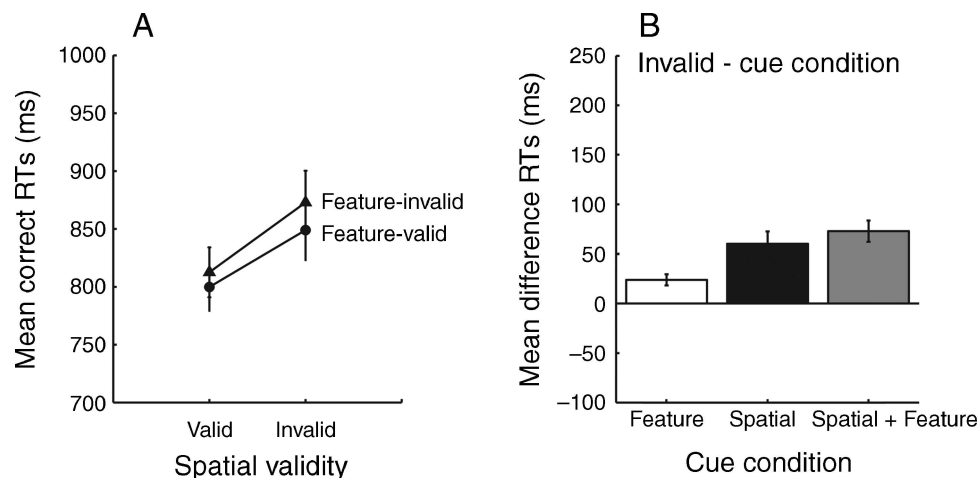 A
1000
950
900
850
800
750
700
Mean correct RTs (ms)
Feature-invalid
Feature-valid
Valid Invalid
Spatial validity
B
Invalid - cue condition
250
200
150
100
50
0
−50
−100
Mean difference RTs (ms)
Feature Spatial Spatial + Feature
Cue condition